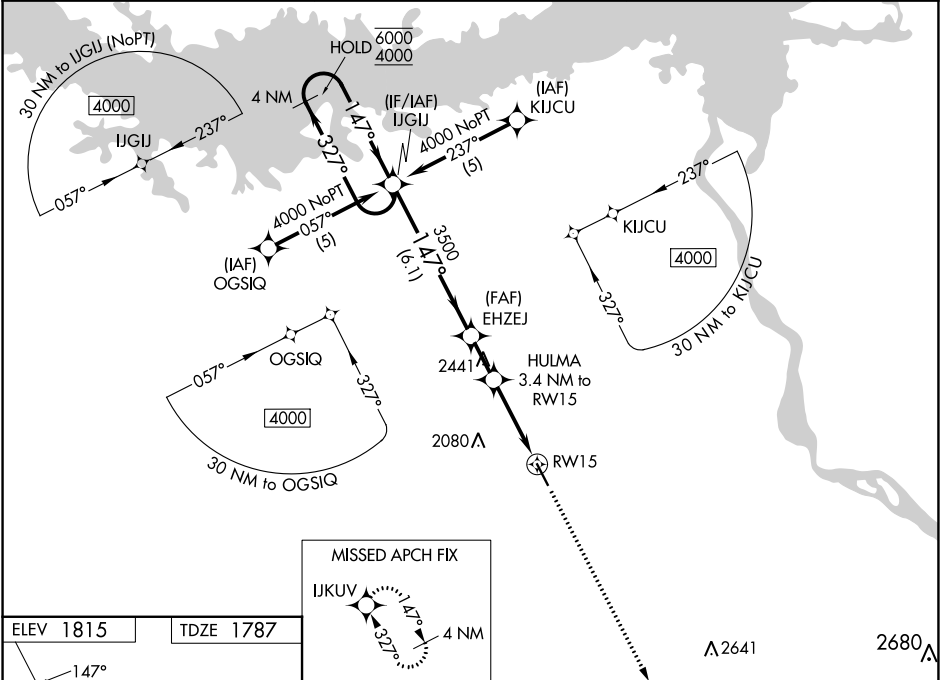 30 NM to IJGIJ (NoPT)
4000
IJGIJ
237°
057°
HOLD 6000
4000
4 NM
147°
327°
(IF/IAF)
IJGIJ
(IAF)
KIJCU
4000 NoPT
237°
(5)
4000 NoPT
057°
(5)
(IAF)
OGSIQ
3500
147°
(6.1)
237°
KIJCU
4000
327°
30 NM to KIJCU
(FAF)
EHZEJ
2441
HULMA
3.4 NM to
RW15
057°
OGSIQ
327°
4000
30 NM to OGSIQ
2080
RW15
MISSED APCH FIX
IJKUV
147°
327°
4 NM
2641
2680
ELEV 1815
TDZE 1787
147°